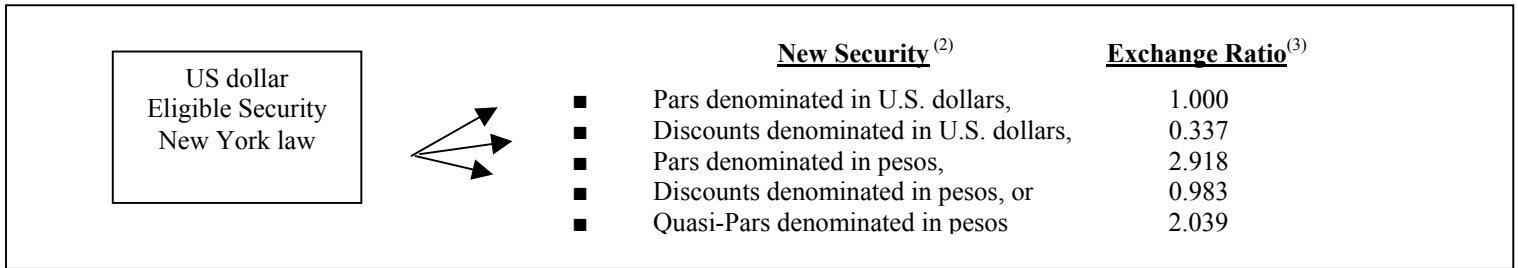 New Security (2) Exchange Ratio(3)
US dollar
Eligible Security
New York law
■ Pars denominated in U.S. dollars, 1.000
■ Discounts denominated in U.S. dollars, 0.337
■ Pars denominated in pesos, 2.918
■ Discounts denominated in pesos, or 0.983
■ Quasi-Pars denominated in pesos 2.039